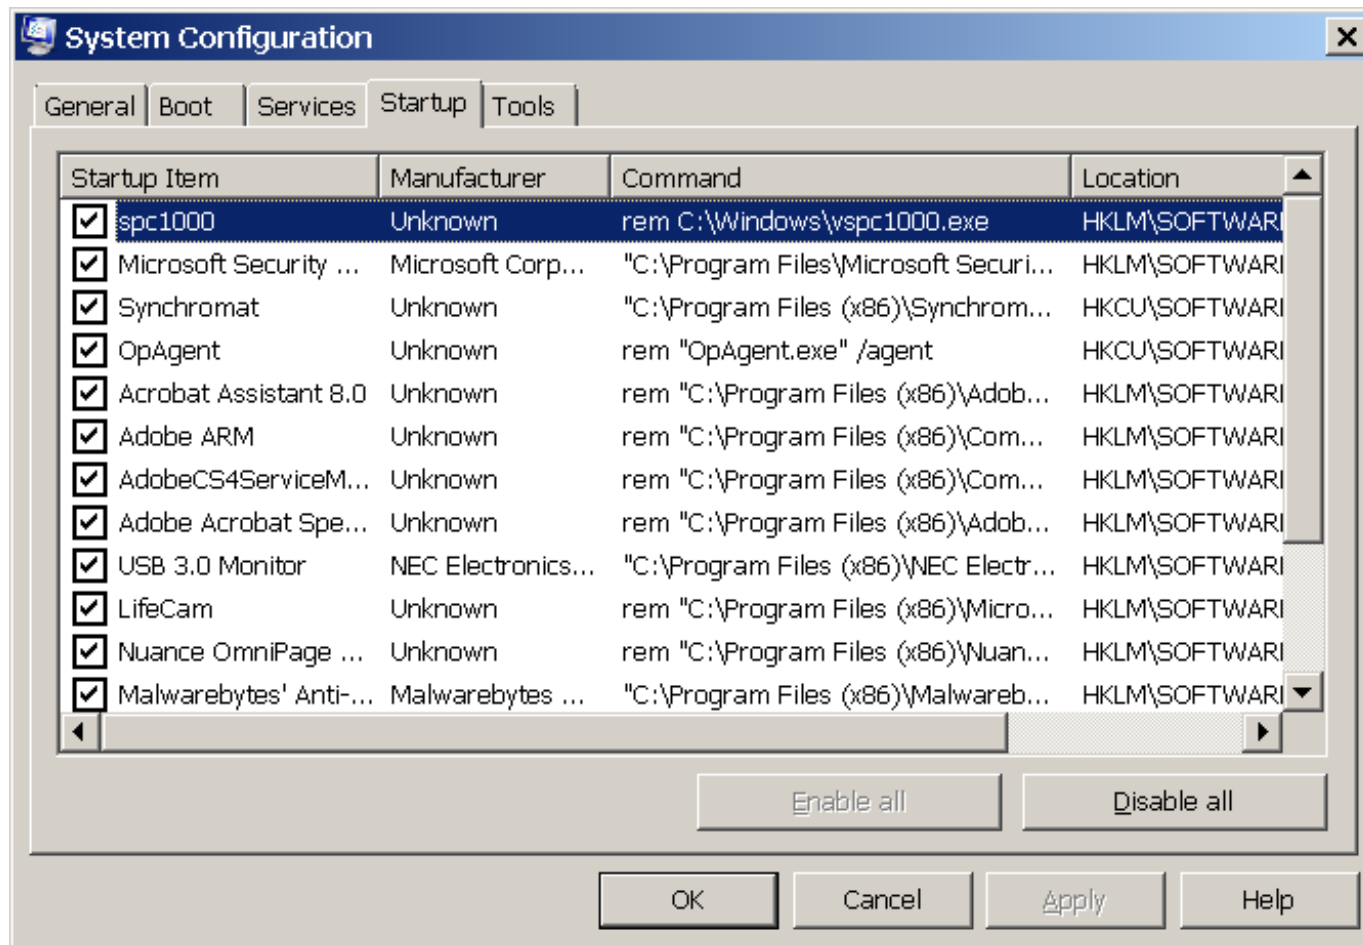 System Configuration
General Boot Services Startup Tools
Startup Item Manufacturer Command Location
spc1000 Unknown rem C:\Windows\vspc1000.exe HKLM\SOFTWARI
Microsoft Security ... Microsoft Corp... "C:\Program Files\Microsoft Securi... HKLM\SOFTWARI
Synchromat Unknown "C:\Program Files (x86)\Synchrom... HKCU\SOFTWARI
OpAgent Unknown rem "OpAgent.exe" /agent HKCU\SOFTWARI
Acrobat Assistant 8.0 Unknown rem "C:\Program Files (x86)\Adob... HKLM\SOFTWARI
Adobe ARM Unknown rem "C:\Program Files (x86)\Com... HKLM\SOFTWARI
AdobeCS4ServiceM... Unknown rem "C:\Program Files (x86)\Com... HKLM\SOFTWARI
Adobe Acrobat Spe... Unknown rem "C:\Program Files (x86)\Adob... HKLM\SOFTWARI
USB 3.0 Monitor NEC Electronics... "C:\Program Files (x86)\NEC Electr... HKLM\SOFTWARI
LifeCam Unknown rem "C:\Program Files (x86)\Micro... HKLM\SOFTWARI
Nuance OmniPage ... Unknown rem "C:\Program Files (x86)\Nuan... HKLM\SOFTWARI
Malwarebytes' Anti-... Malwarebytes ... "C:\Program Files (x86)\Malwareb... HKLM\SOFTWARI
Enable all Disable all
OK Cancel Apply Help